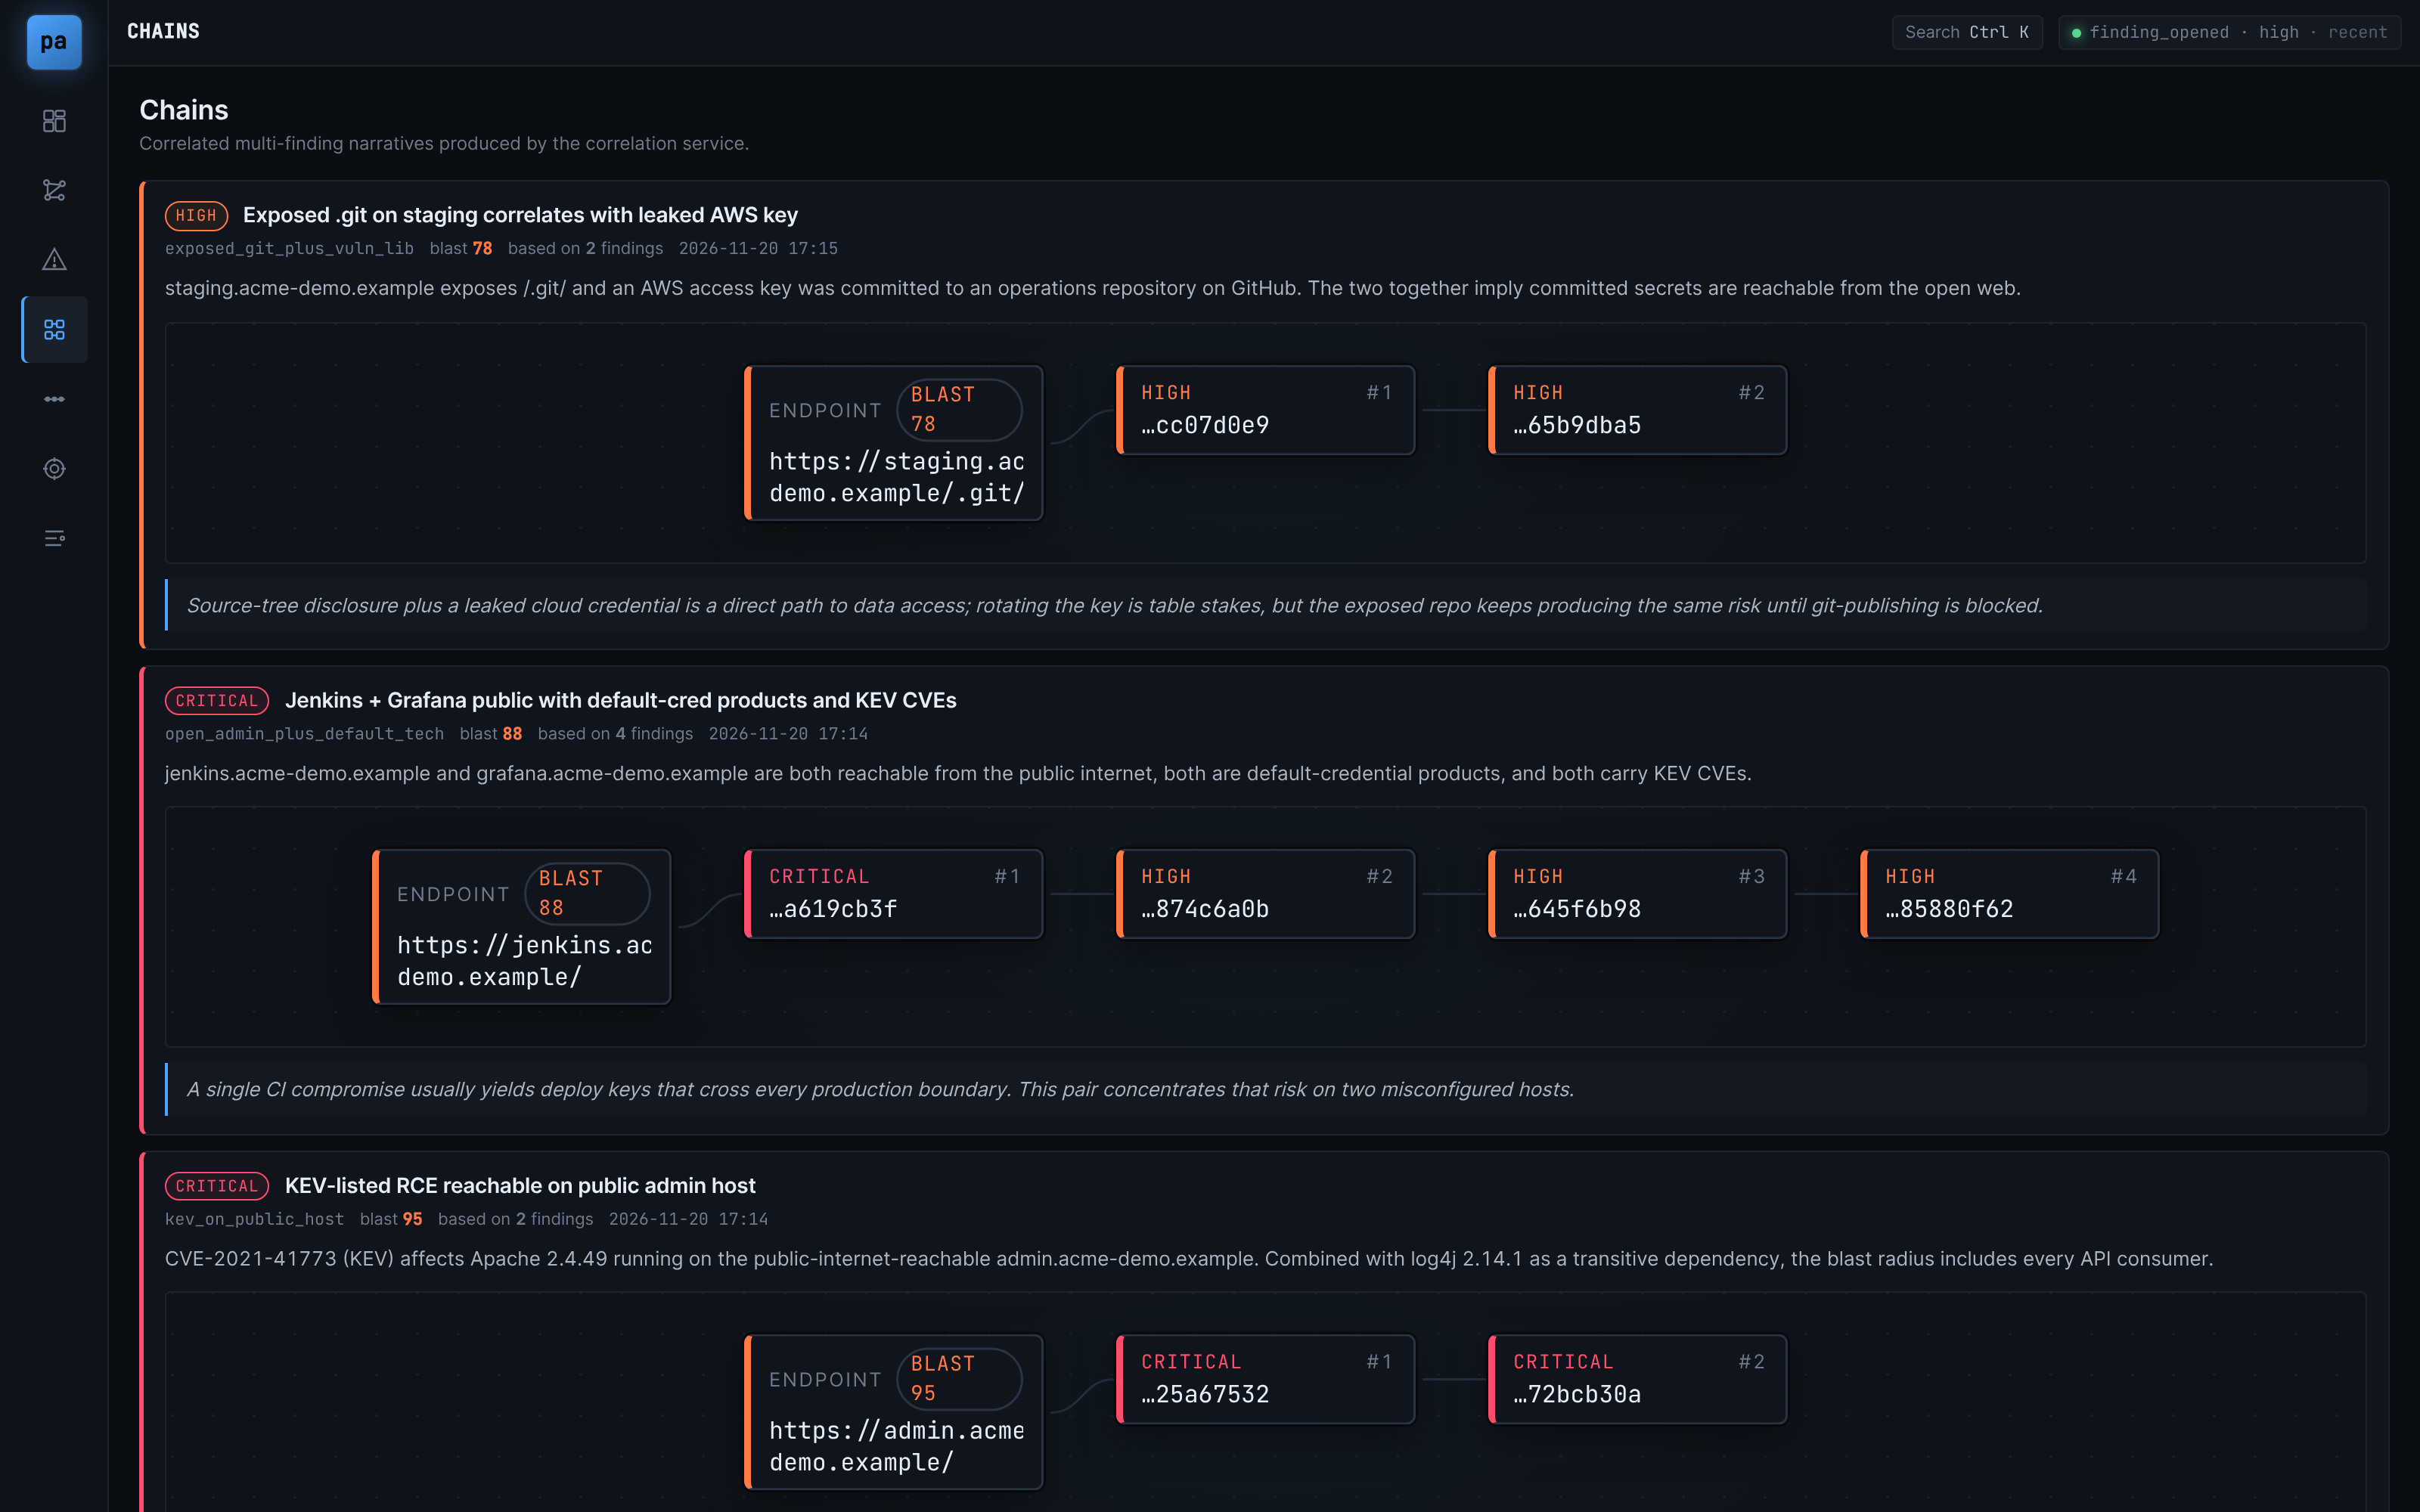 pa
CHAINS
Search Ctrl K
finding_opened · high · recent
Chains
Correlated multi-finding narratives produced by the correlation service.
HIGH Exposed .git on staging correlates with leaked AWS key
exposed_git_plus_vuln_lib blast 78 based on 2 findings 2026-11-20 17:15
staging.acme-demo.example exposes /.git/ and an AWS access key was committed to an operations repository on GitHub. The two together imply committed secrets are reachable from the open web.
ENDPOINT BLAST
78
https://staging.ac
demo.example/.git/
HIGH #1
…cc07d0e9
HIGH #2
…65b9dba5
Source-tree disclosure plus a leaked cloud credential is a direct path to data access; rotating the key is table stakes, but the exposed repo keeps producing the same risk until git-publishing is blocked.
CRITICAL Jenkins + Grafana public with default-cred products and KEV CVEs
open_admin_plus_default_tech blast 88 based on 4 findings 2026-11-20 17:14
jenkins.acme-demo.example and grafana.acme-demo.example are both reachable from the public internet, both are default-credential products, and both carry KEV CVEs.
ENDPOINT BLAST
88
https://jenkins.ac
demo.example/
CRITICAL #1
…a619cb3f
HIGH #2
…874c6a0b
HIGH #3
…645f6b98
HIGH #4
…85880f62
A single CI compromise usually yields deploy keys that cross every production boundary. This pair concentrates that risk on two misconfigured hosts.
CRITICAL KEV-listed RCE reachable on public admin host
kev_on_public_host blast 95 based on 2 findings 2026-11-20 17:14
CVE-2021-41773 (KEV) affects Apache 2.4.49 running on the public-internet-reachable admin.acme-demo.example. Combined with log4j 2.14.1 as a transitive dependency, the blast radius includes every API consumer.
ENDPOINT BLAST
95
https://admin.acme
demo.example/
CRITICAL #1
…25a67532
CRITICAL #2
…72bcb30a